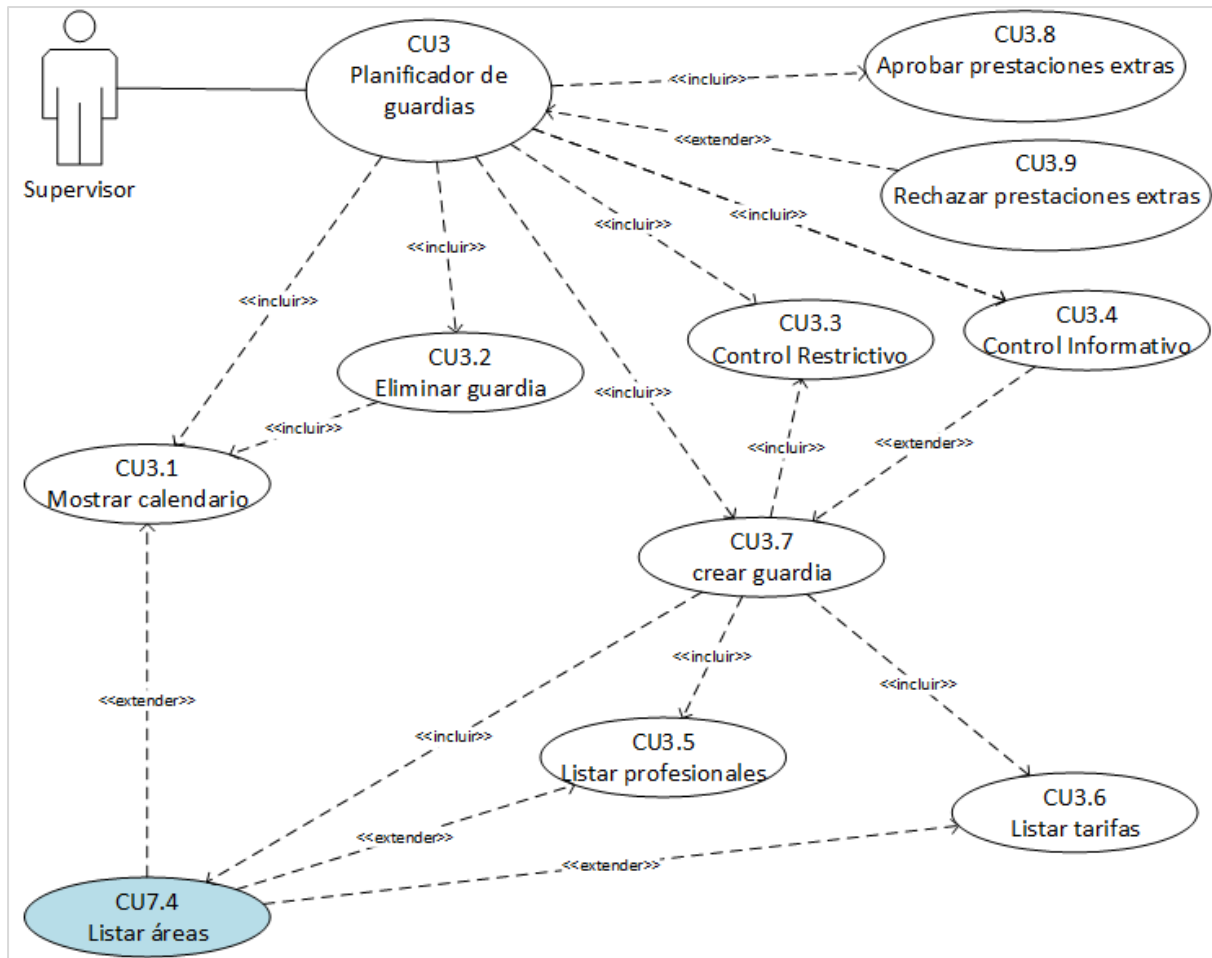 CU3
Planificador de
guardias
CU3.8
Aprobar prestaciones extras
<<incluir>>
<<extender>>
CU3.9
Rechazar prestaciones extras
Supervisor
<<incluir>>
<<incluir>>
<<incluir>>
<<incluir>>
<<incluir>>
CU3.3
Control Restrictivo
CU3.4
Control Informativo
CU3.2
Eliminar guardia
<<incluir>>
<<incluir>>
<<incluir>>
<<extender>>
CU3.1
Mostrar calendario
CU3.7
crear guardia
<<incluir>>
<<incluir>>
<<extender>>
<<incluir>>
CU3.5
Listar profesionales
CU3.6
Listar tarifas
<<extender>>
<<extender>>
CU7.4
Listar áreas